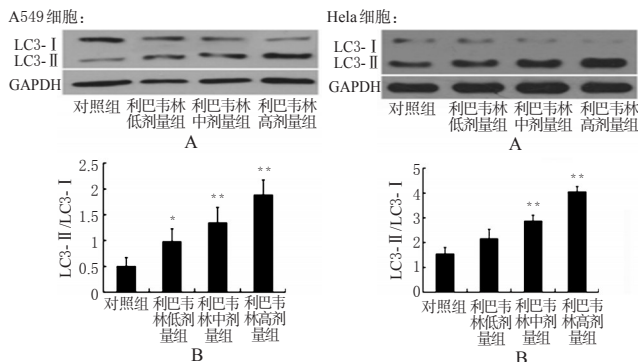 A549细胞：
LC3-Ⅰ
LC3-Ⅱ
GAPDH
对照组 利巴韦林 利巴韦林 利巴韦林
低剂量组 中剂量组 高剂量组
A
LC3-Ⅱ/LC3-Ⅰ
2.5
2
1.5
1
0.5
0
* ** **
对照组 利巴韦 利巴韦 利巴韦
林低剂 林中剂 林高剂
量组 量组 量组
B
Hela细胞：
LC3-Ⅰ
LC3-Ⅱ
GAPDH
对照组 利巴韦林 利巴韦林 利巴韦林
低剂量组 中剂量组 高剂量组
A
LC3-Ⅱ/LC3-Ⅰ
5
4
3
2
1
0
** **
对照组 利巴韦 利巴韦 利巴韦
林低剂 林中剂 林高剂
量组 量组 量组
B